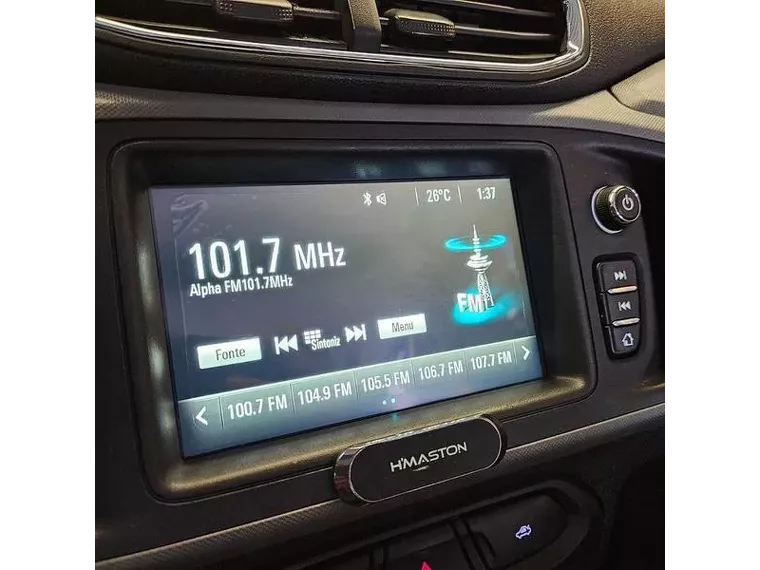 26°C 1:37
101.7 MHz
Alpha FM101.7MHz
FM
Fonte Sintoniz Menu
100.7 FM 104.9 FM 105.5 FM 106.7 FM 107.7 FM
H'MASTON